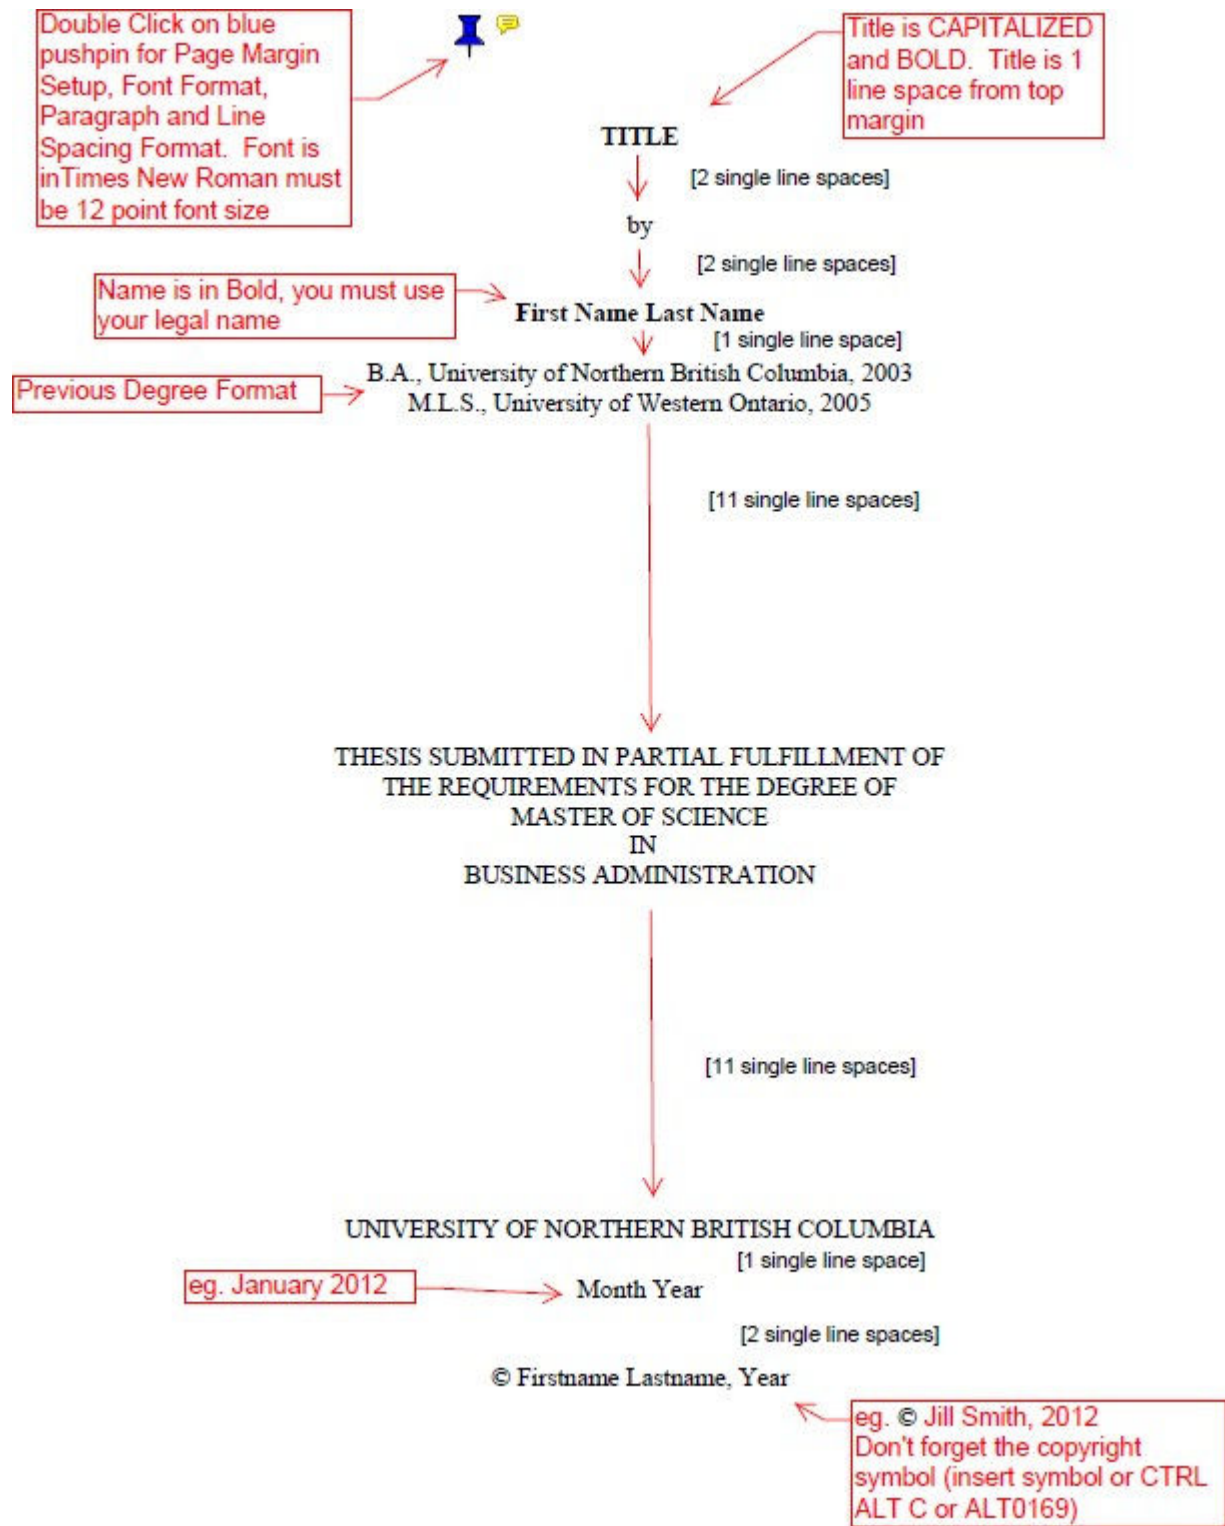 Double Click on blue
pushpin for Page Margin
Setup, Font Format,
Paragraph and Line
Spacing Format.  Font is
inTimes New Roman must
be 12 point font size
Title is CAPITALIZED
and BOLD.  Title is 1
line space from top
margin
TITLE
[2 single line spaces]
by
[2 single line spaces]
Name is in Bold, you must use
your legal name
First Name Last Name
[1 single line space]
Previous Degree Format
B.A., University of Northern British Columbia, 2003
M.L.S., University of Western Ontario, 2005
[11 single line spaces]
THESIS SUBMITTED IN PARTIAL FULFILLMENT OF
THE REQUIREMENTS FOR THE DEGREE OF
MASTER OF SCIENCE
IN
BUSINESS ADMINISTRATION
[11 single line spaces]
UNIVERSITY OF NORTHERN BRITISH COLUMBIA
[1 single line space]
eg. January 2012
Month Year
[2 single line spaces]
© Firstname Lastname, Year
eg. © Jill Smith, 2012
Don't forget the copyright
symbol (insert symbol or CTRL
ALT C or ALT0169)